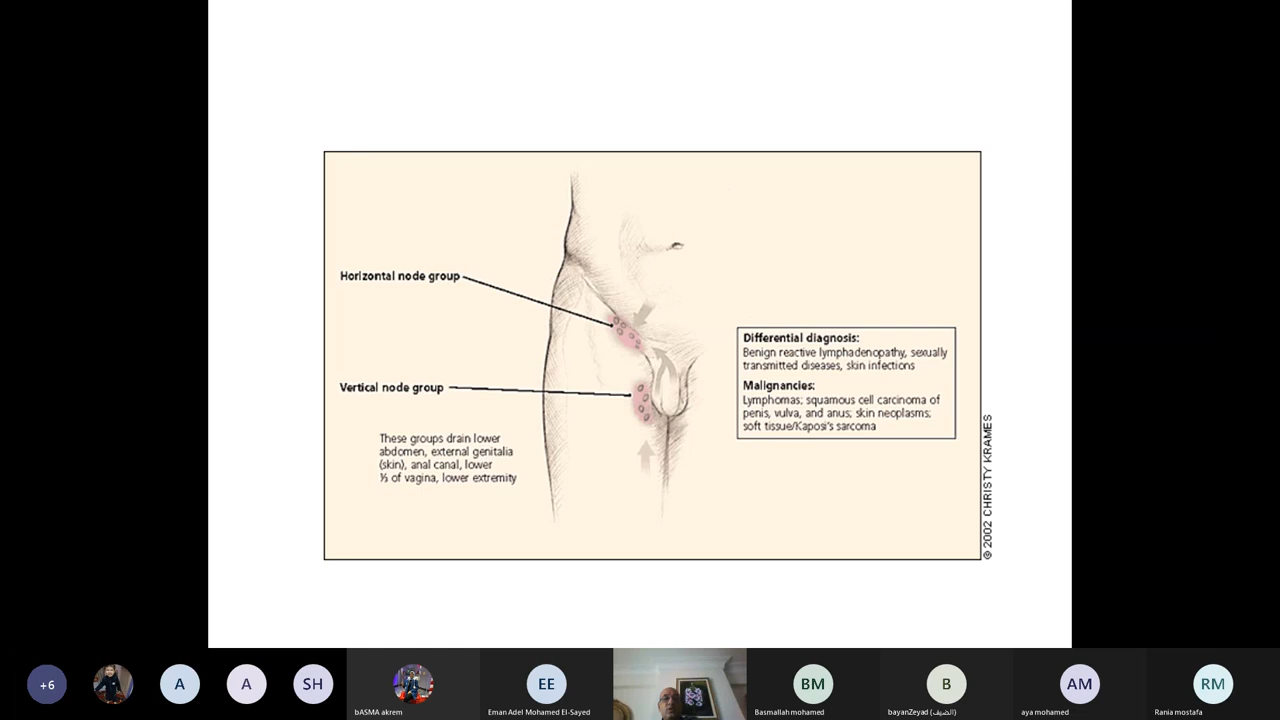 Horizontal node group
Vertical node group
These groups drain lower
abdomen, external genitalia
(skin), anal canal, lower
⅓ of vagina, lower extremity
Differential diagnosis:
Benign reactive lymphadenopathy, sexually
transmitted diseases, skin infections
Malignancies:
Lymphomas; squamous cell carcinoma of
penis, vulva, and anus; skin neoplasms;
soft tissue/Kaposi's sarcoma
© 2002 CHRISTY KRAMES
+6
A
A
SH
bASMA akrem
EE
Eman Adel Mohamed El-Sayed
BM
Basmallah mohamed
B
bayanZeyad (الضيف)
AM
aya mohamed
RM
Rania mostafa